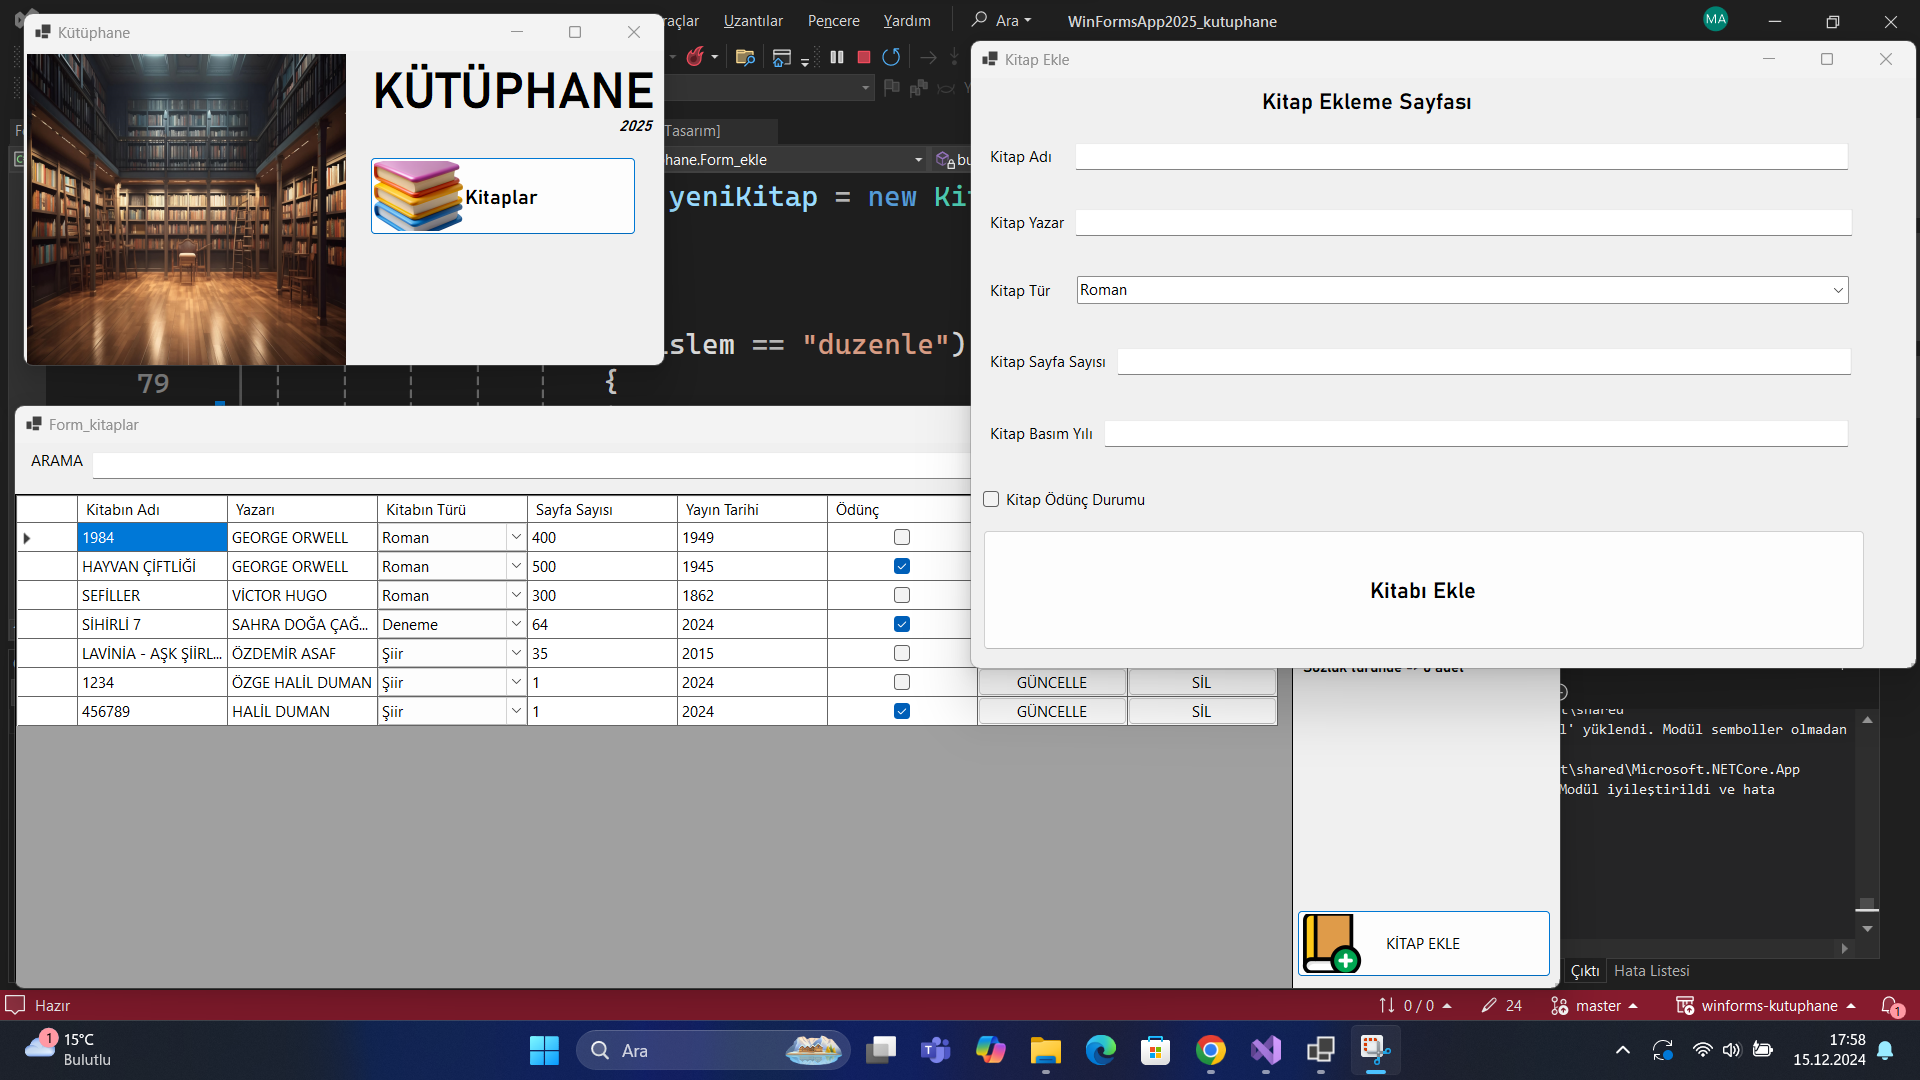 Kütüphane
KÜTÜPHANE
2025
Kitaplar
Uzantılar
Pencere
Yardım
Ara
WinFormsApp2025_kutuphane
MA
Tasarım]
hane.Form_ekle
yeniKitap = new
== "duzenle")
79
{
Kitap Ekle
Kitap Ekleme Sayfası
Kitap Adı
Kitap Yazar
Kitap Tür
Roman
Kitap Sayfa Sayısı
Kitap Basım Yılı
Kitap Ödünç Durumu
Kitabı Ekle
Form_kitaplar
ARAMA
Kitabın Adı Yazarı Kitabın Türü Sayfa Sayısı Yayın Tarihi Ödünç
1984 GEORGE ORWELL Roman 400 1949
HAYVAN ÇİFTLİĞİ GEORGE ORWELL Roman 500 1945
SEFİLLER VİCTOR HUGO Roman 300 1862
SİHİRLİ 7 SAHRA DOĞA ÇAĞ... Deneme 64 2024
LAVİNİA - AŞK ŞİİRL... ÖZDEMİR ASAF Şiir 35 2015
1234 ÖZGE HALİL DUMAN Şiir 1 2024 GÜNCELLE SİL
456789 HALİL DUMAN Şiir 1 2024 GÜNCELLE SİL
KİTAP EKLE
t\shared
l' yüklendi. Modül semboller olmadan
t\shared\Microsoft.NETCore.App
Modül iyileştirildi ve hata
Çıktı Hata Listesi
Hazır
0 / 0
24
master
winforms-kutuphane
1
1
15°C
Bulutlu
Ara
17:58
15.12.2024